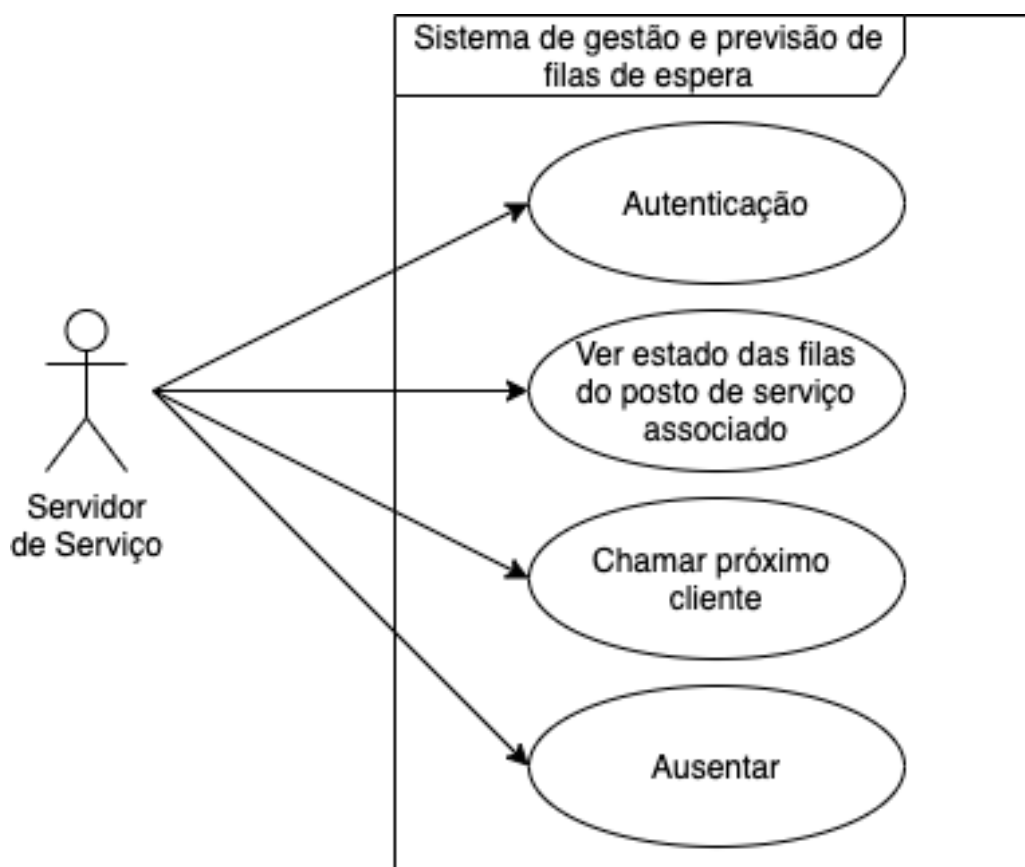 Sistema de gestão e previsão de
filas de espera
Autenticação
Ver estado das filas
do posto de serviço
associado
Servidor
de Serviço
Chamar próximo
cliente
Ausentar